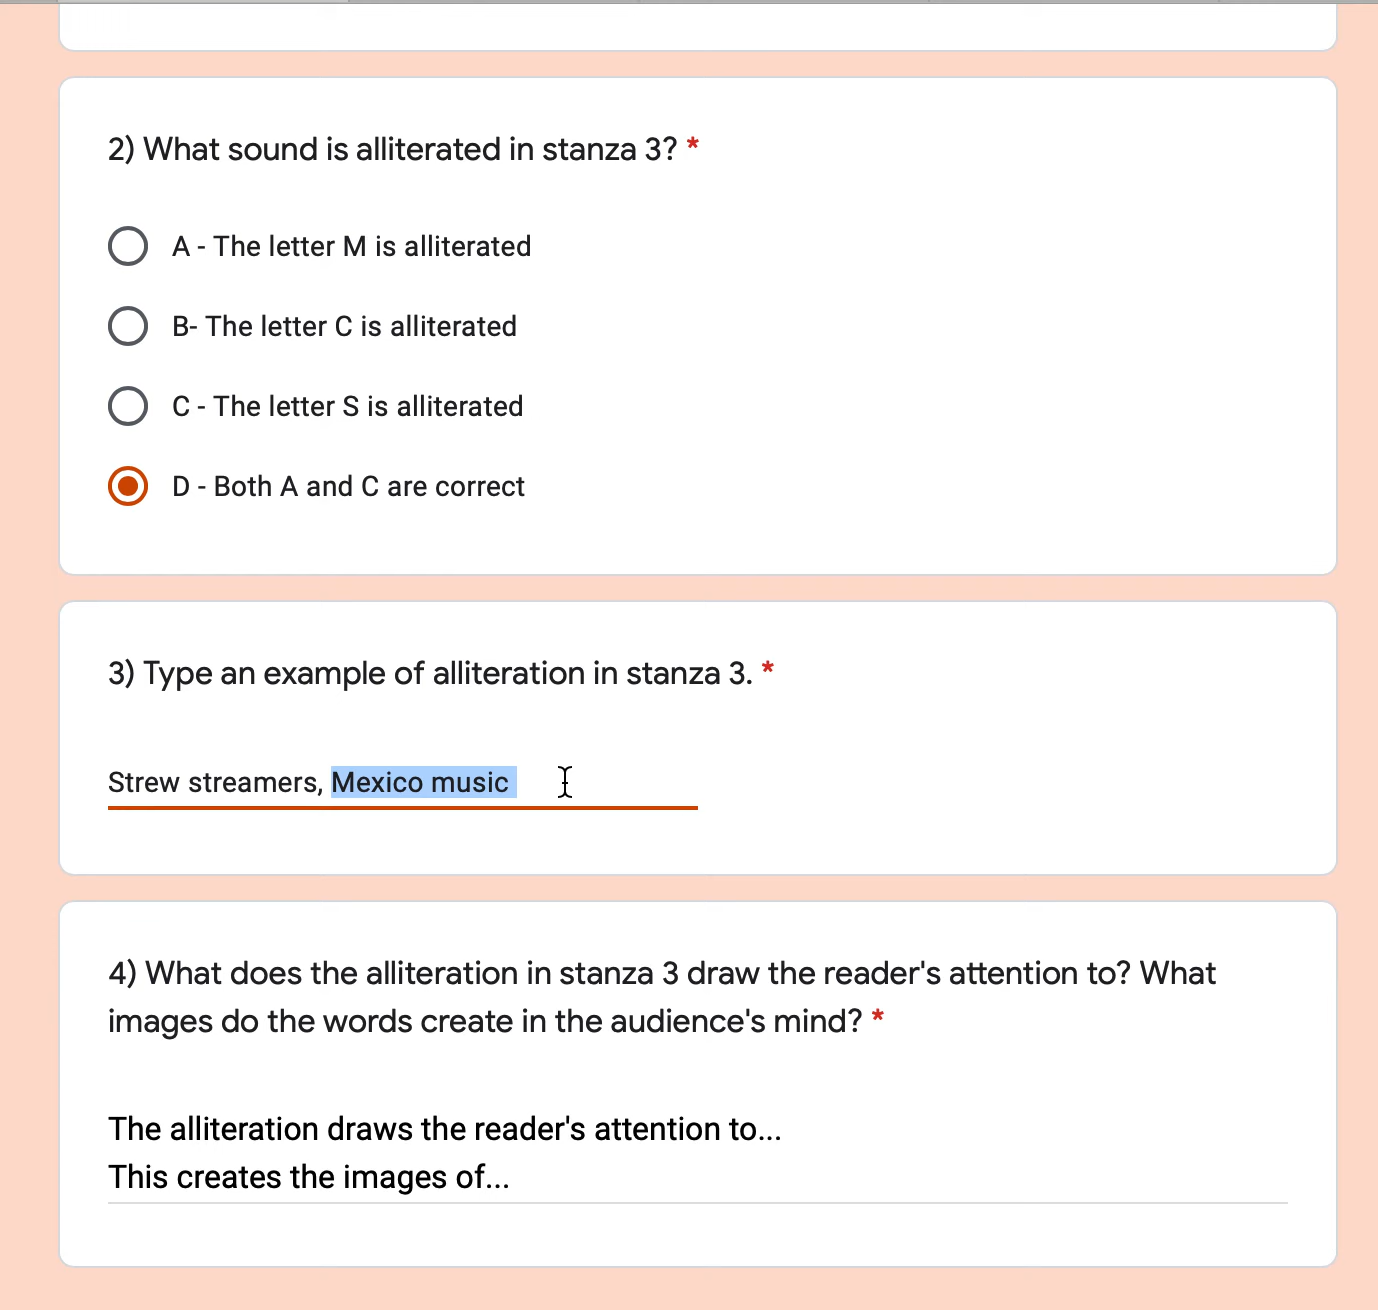 2) What sound is alliterated in stanza 3? *
A - The letter M is alliterated
B- The letter C is alliterated
C - The letter S is alliterated
D - Both A and C are correct
3) Type an example of alliteration in stanza 3. *
Strew streamers, Mexico music
4) What does the alliteration in stanza 3 draw the reader's attention to? What
images do the words create in the audience's mind? *
The alliteration draws the reader's attention to...
This creates the images of...